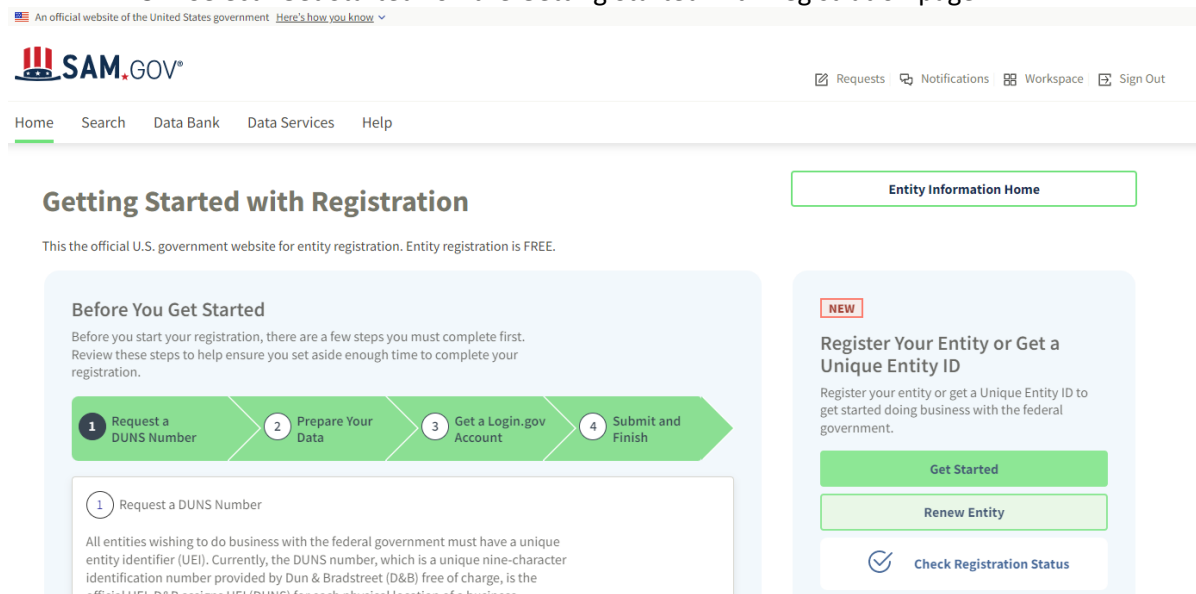 An official website of the United States government Here's how you know
SAM.GOV®
Requests Notifications Workspace Sign Out
Home Search Data Bank Data Services Help
Getting Started with Registration
Entity Information Home
This the official U.S. government website for entity registration. Entity registration is FREE.
Before You Get Started
Before you start your registration, there are a few steps you must complete first.
Review these steps to help ensure you set aside enough time to complete your
registration.
1 Request a
DUNS Number
2 Prepare Your
Data
3 Get a Login.gov
Account
4 Submit and
Finish
1 Request a DUNS Number
All entities wishing to do business with the federal government must have a unique
entity identifier (UEI). Currently, the DUNS number, which is a unique nine-character
identification number provided by Dun & Bradstreet (D&B) free of charge, is the
NEW
Register Your Entity or Get a
Unique Entity ID
Register your entity or get a Unique Entity ID to
get started doing business with the federal
government.
Get Started
Renew Entity
Check Registration Status